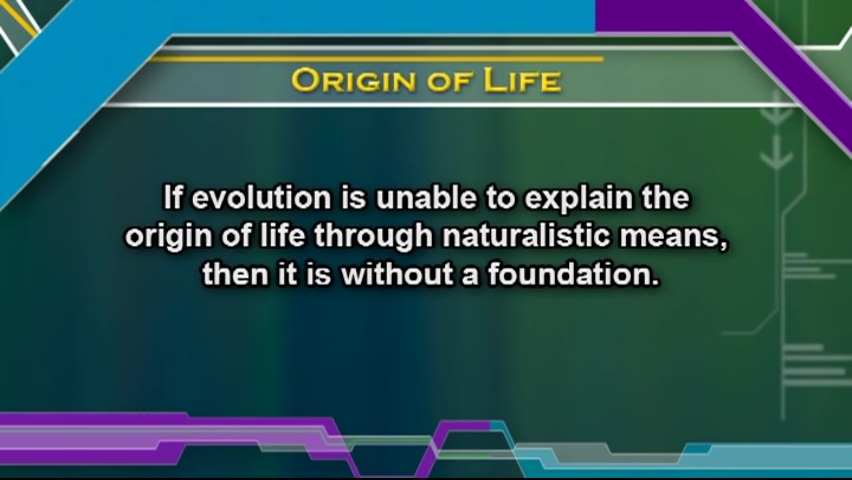 ORIGIN OF LIFE
If evolution is unable to explain the
origin of life through naturalistic means,
then it is without a foundation.